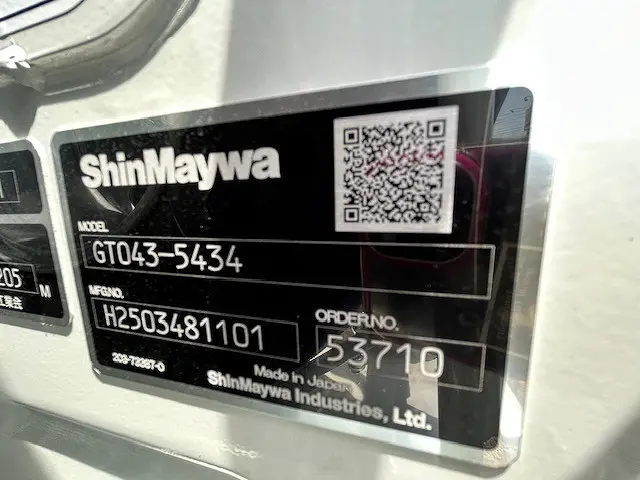 ShinMaywa
MODEL
GT043-5434
MFG.NO.
H2503481101
ORDER.NO.
53710
Made in Japan
ShinMaywa Industries, Ltd.
205
M